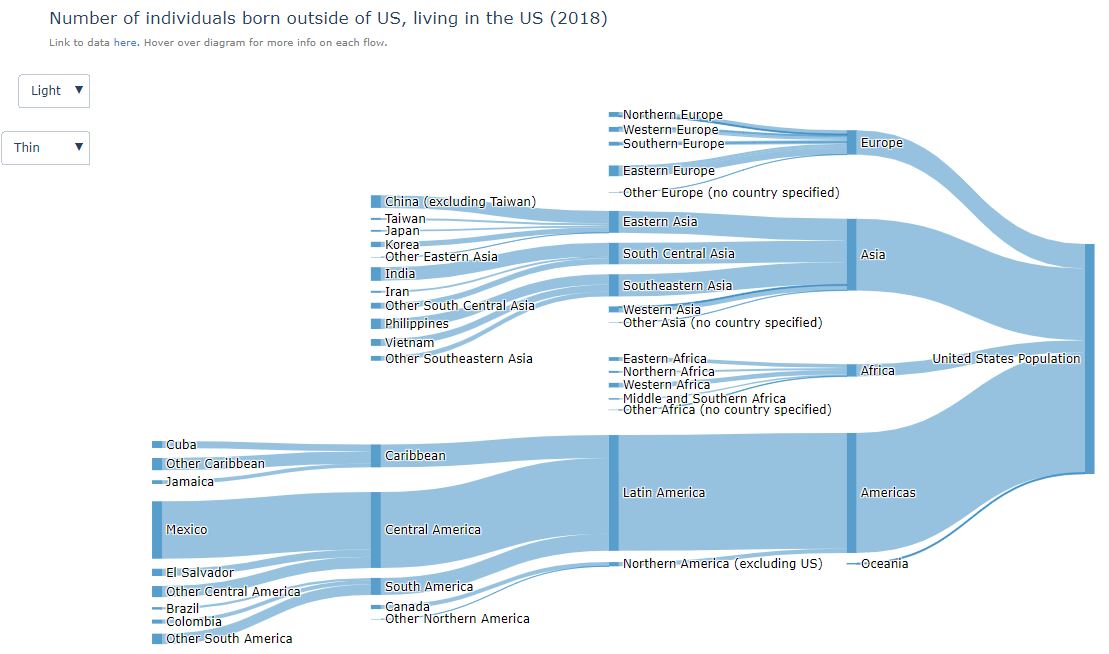 Number of individuals born outside of US, living in the US (2018)
Link to data here. Hover over diagram for more info on each flow.
Light ▼
Thin ▼
Northern Europe
Western Europe
Southern Europe
Eastern Europe
Other Europe (no country specified)
Europe
China (excluding Taiwan)
Taiwan
Japan
Korea
Other Eastern Asia
India
Iran
Other South Central Asia
Philippines
Vietnam
Other Southeastern Asia
Eastern Asia
South Central Asia
Southeastern Asia
Western Asia
Other Asia (no country specified)
Asia
Eastern Africa
Northern Africa
Western Africa
Middle and Southern Africa
Other Africa (no country specified)
Africa
United States Population
Cuba
Other Caribbean
Jamaica
Mexico
El Salvador
Other Central America
Brazil
Colombia
Other South America
Caribbean
Central America
South America
Canada
Other Northern America
Latin America
Northern America (excluding US)
Americas
Oceania